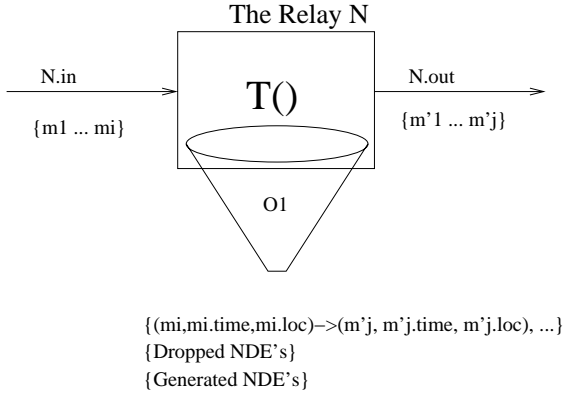 The Relay N
N.in
T()
N.out
{m1 ... mi}
{m'1 ... m'j}
O1
{(mi,mi.time,mi.loc)−>(m'j, m'j.time, m'j.loc), ...}
{Dropped NDE's}
{Generated NDE's}